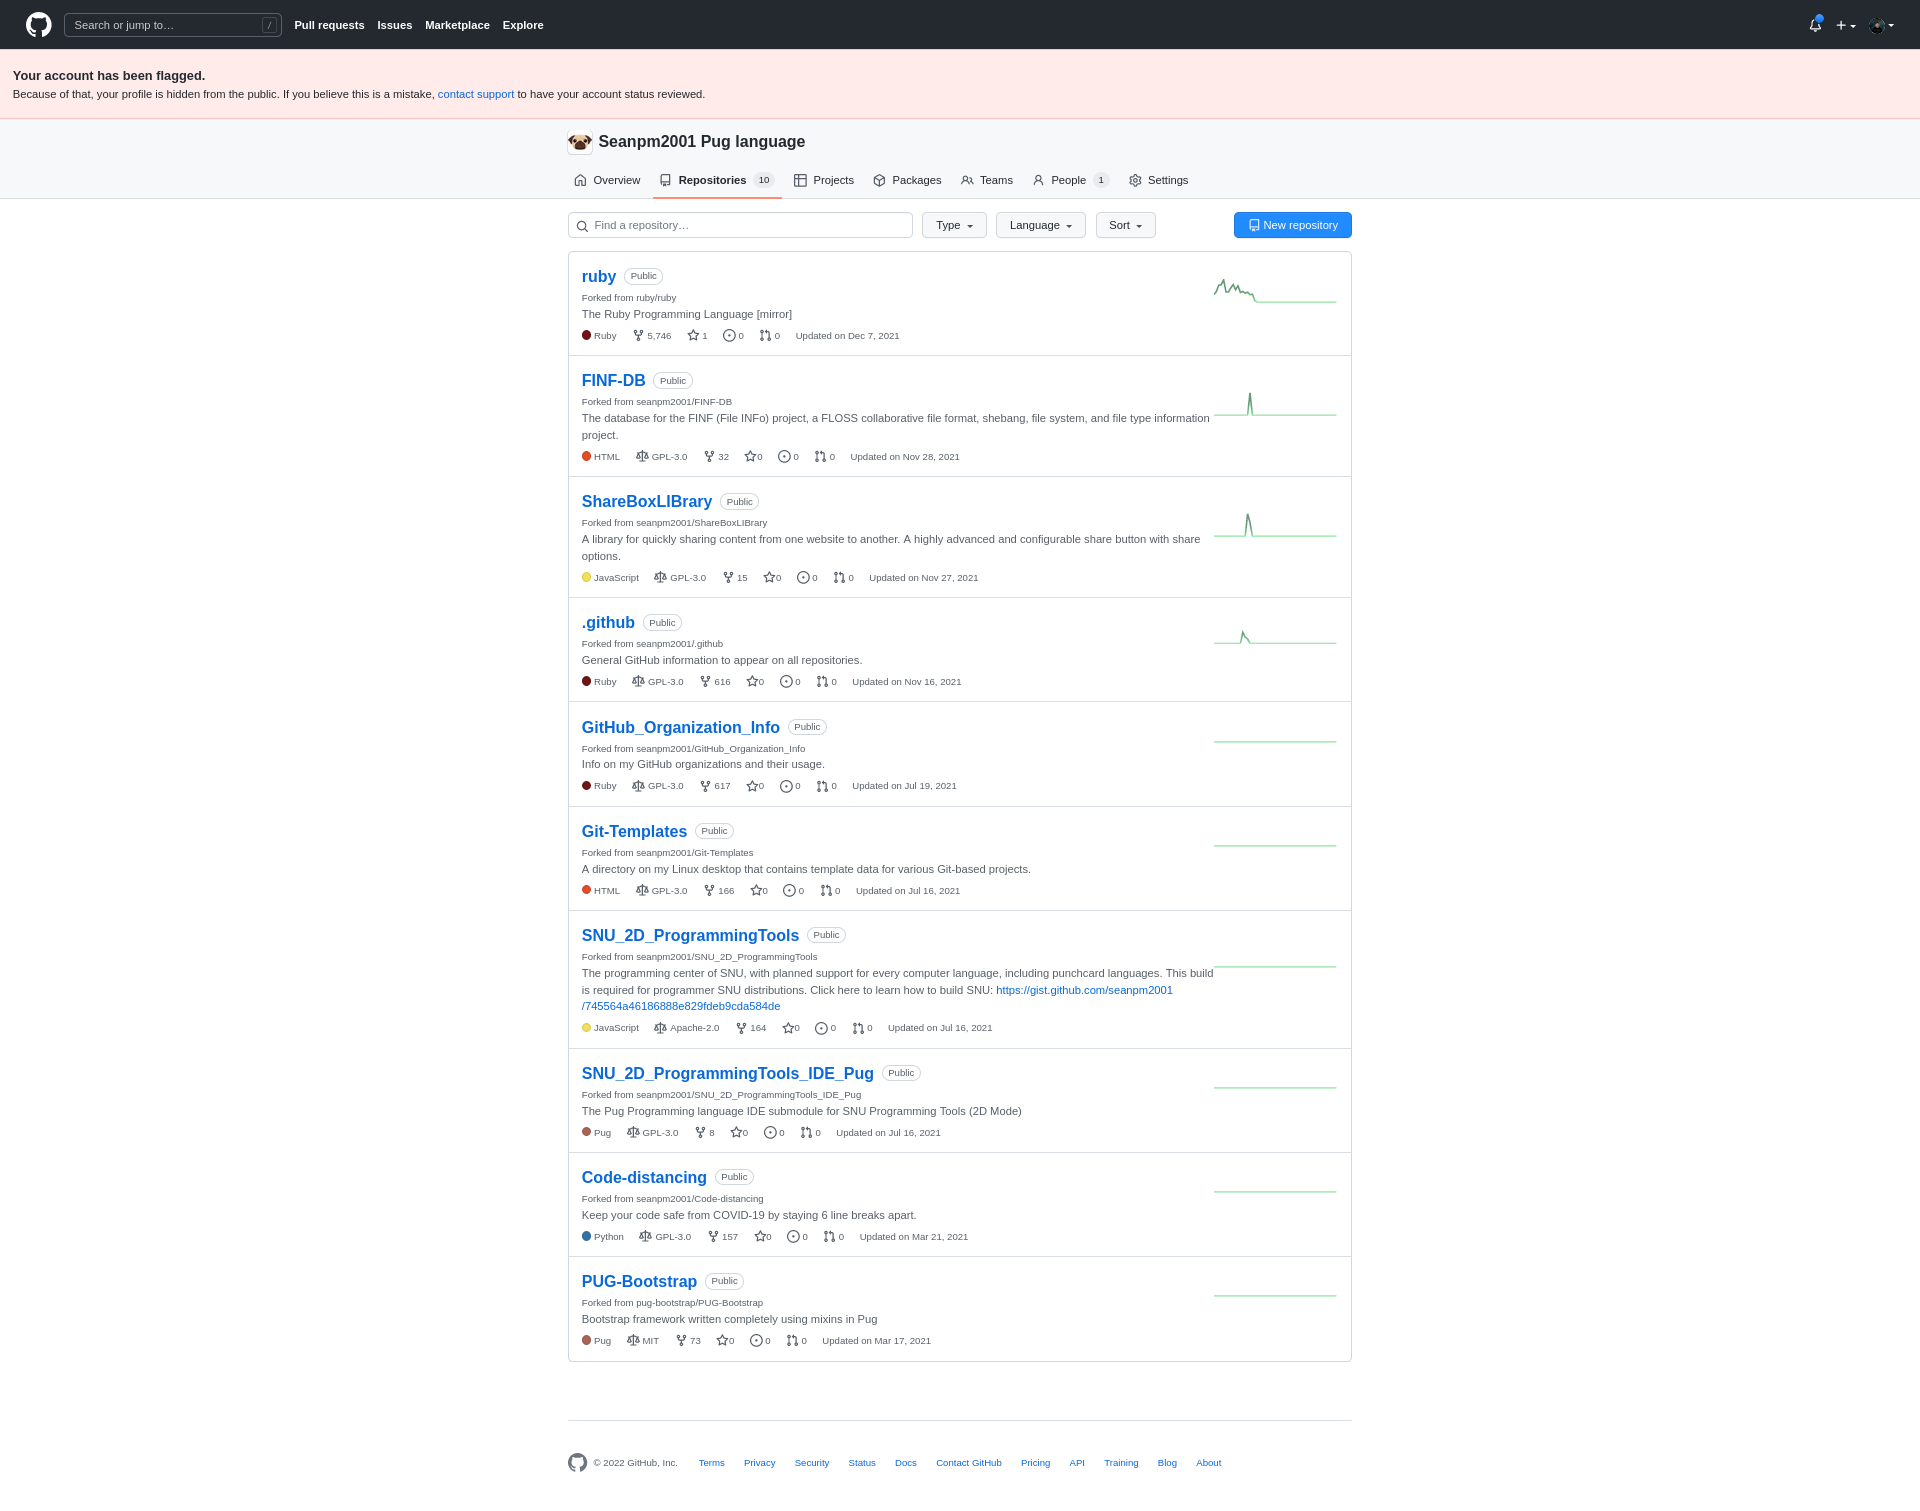 Search or jump to… /
Pull requests Issues Marketplace Explore
Your account has been flagged.
Because of that, your profile is hidden from the public. If you believe this is a mistake, contact support to have your account status reviewed.
Seanpm2001 Pug language
Overview Repositories 10 Projects Packages Teams People 1 Settings
Find a repository… Type Language Sort New repository
ruby Public
Forked from ruby/ruby
The Ruby Programming Language [mirror]
Ruby 5,746 1 0 0 Updated on Dec 7, 2021
FINF-DB Public
Forked from seanpm2001/FINF-DB
The database for the FINF (File INFo) project, a FLOSS collaborative file format, shebang, file system, and file type information
project.
HTML GPL-3.0 32 0 0 0 Updated on Nov 28, 2021
ShareBoxLIBrary Public
Forked from seanpm2001/ShareBoxLIBrary
A library for quickly sharing content from one website to another. A highly advanced and configurable share button with share
options.
JavaScript GPL-3.0 15 0 0 0 Updated on Nov 27, 2021
.github Public
Forked from seanpm2001/.github
General GitHub information to appear on all repositories.
Ruby GPL-3.0 616 0 0 0 Updated on Nov 16, 2021
GitHub_Organization_Info Public
Forked from seanpm2001/GitHub_Organization_Info
Info on my GitHub organizations and their usage.
Ruby GPL-3.0 617 0 0 0 Updated on Jul 19, 2021
Git-Templates Public
Forked from seanpm2001/Git-Templates
A directory on my Linux desktop that contains template data for various Git-based projects.
HTML GPL-3.0 166 0 0 0 Updated on Jul 16, 2021
SNU_2D_ProgrammingTools Public
Forked from seanpm2001/SNU_2D_ProgrammingTools
The programming center of SNU, with planned support for every computer language, including punchcard languages. This build
is required for programmer SNU distributions. Click here to learn how to build SNU: https://gist.github.com/seanpm2001
/745564a46186888e829fdeb9cda584de
JavaScript Apache-2.0 164 0 0 0 Updated on Jul 16, 2021
SNU_2D_ProgrammingTools_IDE_Pug Public
Forked from seanpm2001/SNU_2D_ProgrammingTools_IDE_Pug
The Pug Programming language IDE submodule for SNU Programming Tools (2D Mode)
Pug GPL-3.0 8 0 0 0 Updated on Jul 16, 2021
Code-distancing Public
Forked from seanpm2001/Code-distancing
Keep your code safe from COVID-19 by staying 6 line breaks apart.
Python GPL-3.0 157 0 0 0 Updated on Mar 21, 2021
PUG-Bootstrap Public
Forked from pug-bootstrap/PUG-Bootstrap
Bootstrap framework written completely using mixins in Pug
Pug MIT 73 0 0 0 Updated on Mar 17, 2021
© 2022 GitHub, Inc. Terms Privacy Security Status Docs Contact GitHub Pricing API Training Blog About